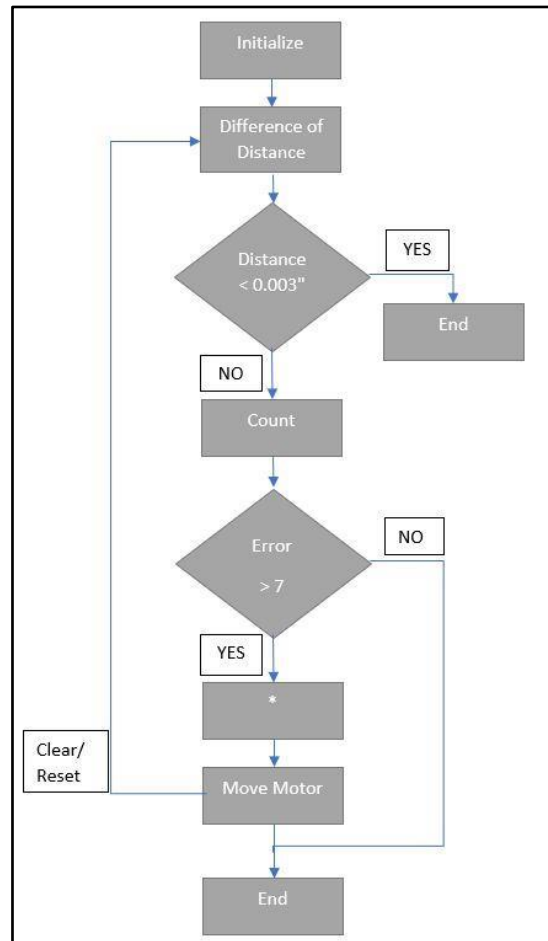 Initialize
Difference of
Distance
Distance
< 0.003"
YES
End
NO
Count
Error
> 7
NO
YES
*
Clear/
Reset
Move Motor
End